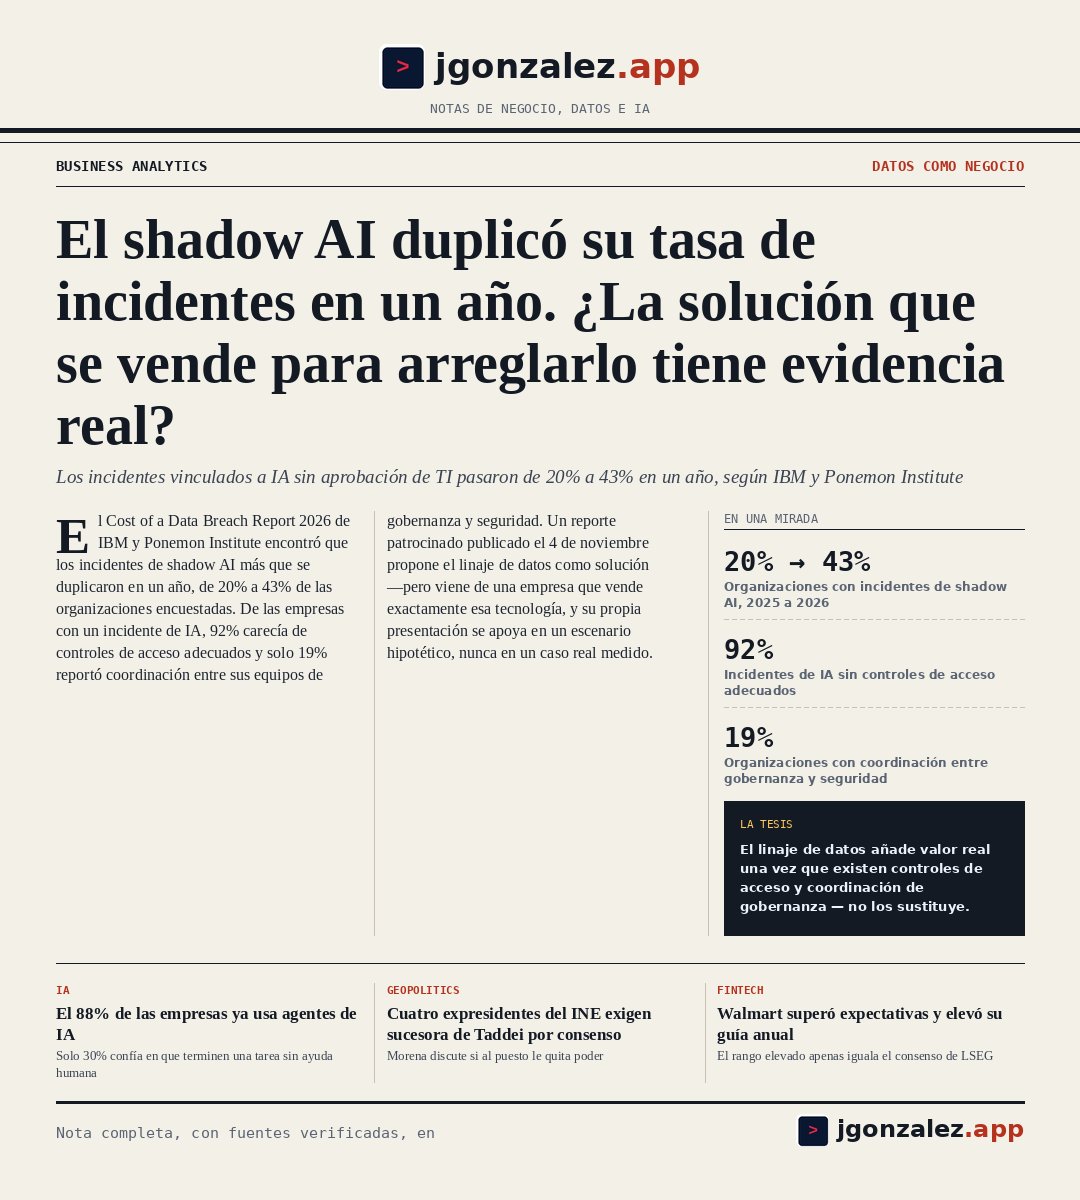 > jgonzalez.app
NOTAS DE NEGOCIO, DATOS E IA
BUSINESS ANALYTICS
DATOS COMO NEGOCIO
El shadow AI duplicó su tasa de
incidentes en un año. ¿La solución que
se vende para arreglarlo tiene evidencia
real?
Los incidentes vinculados a IA sin aprobación de TI pasaron de 20% a 43% en un año, según IBM y Ponemon Institute
El Cost of a Data Breach Report 2026 de
IBM y Ponemon Institute encontró que
los incidentes de shadow AI más que se
duplicaron en un año, de 20% a 43% de las
organizaciones encuestadas. De las empresas
con un incidente de IA, 92% carecía de
controles de acceso adecuados y solo 19%
reportó coordinación entre sus equipos de
gobernanza y seguridad. Un reporte
patrocinado publicado el 4 de noviembre
propone el linaje de datos como solución
—pero viene de una empresa que vende
exactamente esa tecnología, y su propia
presentación se apoya en un escenario
hipotético, nunca en un caso real medido.
EN UNA MIRADA
20% → 43%
Organizaciones con incidentes de shadow
AI, 2025 a 2026
92%
Incidentes de IA sin controles de acceso
adecuados
19%
Organizaciones con coordinación entre
gobernanza y seguridad
LA TESIS
El linaje de datos añade valor real
una vez que existen controles de
acceso y coordinación de
gobernanza — no los sustituye.
IA
El 88% de las empresas ya usa agentes de
IA
Solo 30% confía en que terminen una tarea sin ayuda
humana
GEOPOLITICS
Cuatro expresidentes del INE exigen
sucesora de Taddei por consenso
Morena discute si al puesto le quita poder
FINTECH
Walmart superó expectativas y elevó su
guía anual
El rango elevado apenas iguala el consenso de LSEG
Nota completa, con fuentes verificadas, en
> jgonzalez.app